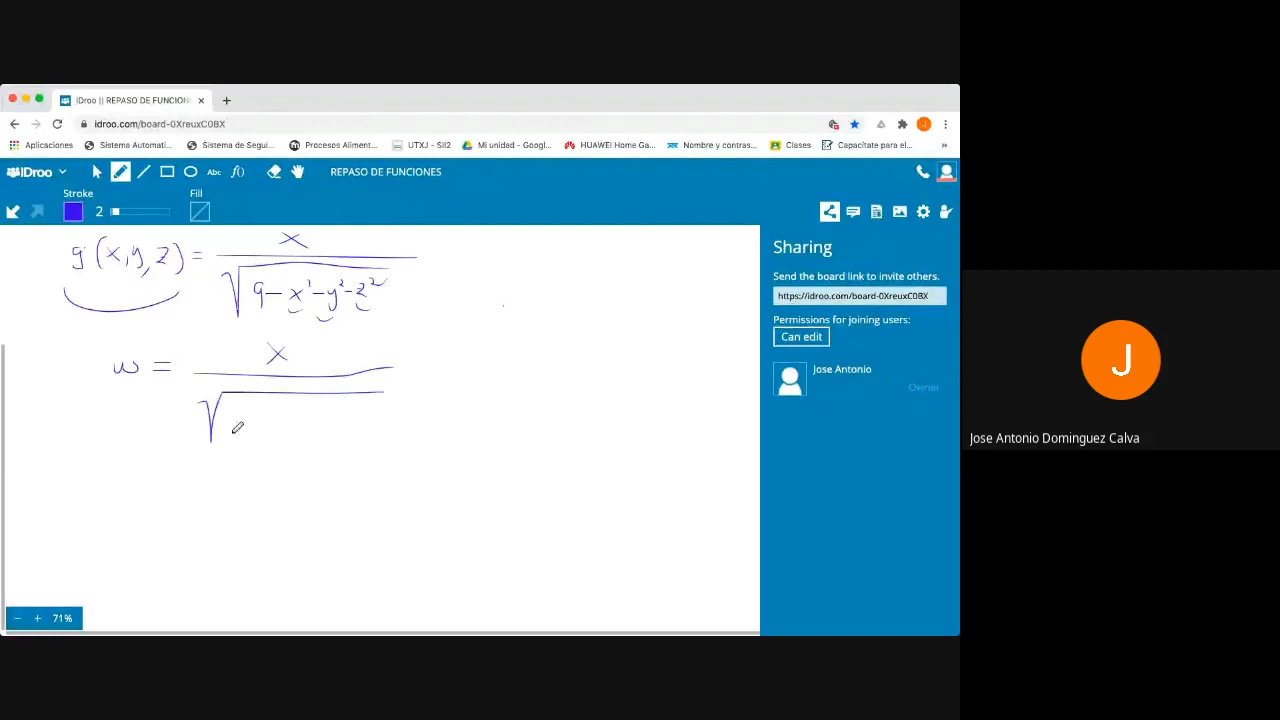 iDroo || REPASO DE FUNCION
idroo.com/board-0XreuxC0BX
Aplicaciones Sistema Automati... Sistema de Segui... Procesos Aliment... UTXJ - SII2 Mi unidad - Googl... HUAWEI Home Ga... Nombre y contras... Clases Capacítate para el... »
iDroo Abc f() REPASO DE FUNCIONES
Stroke Fill
2
g(x,y,z) = x / √(9 - x² - y² - z²)
w = x / √
Sharing
Send the board link to invite others.
https://idroo.com/board-0XreuxC0BX
Permissions for joining users:
Can edit
Jose Antonio
Owner
− + 71%
J
Jose Antonio Dominguez Calva